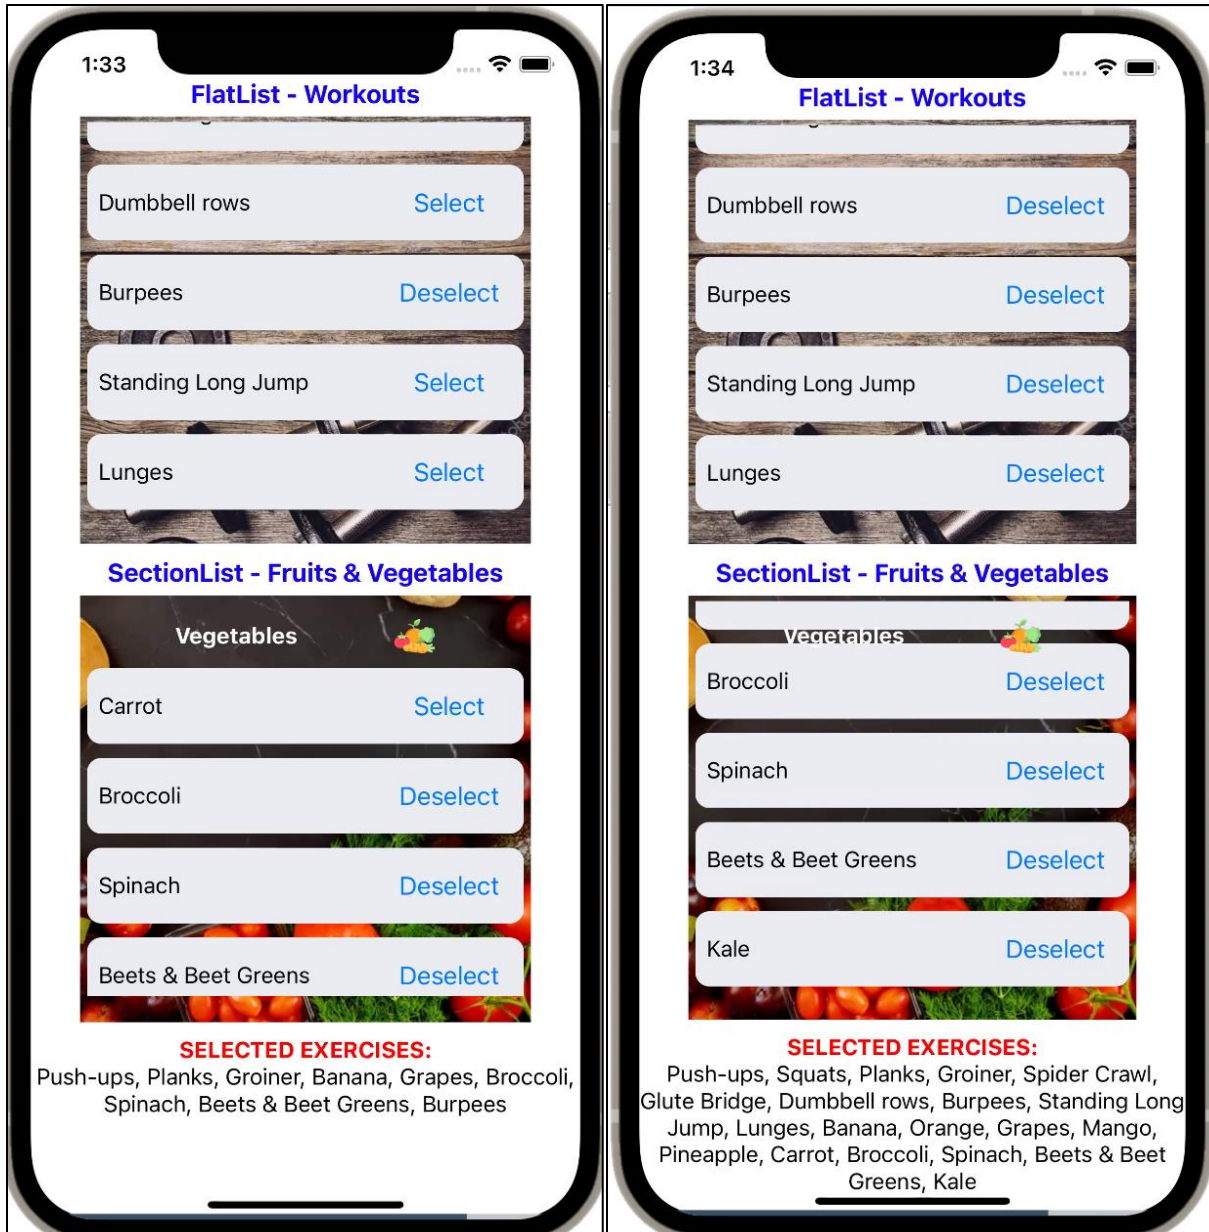 1:33
FlatList - Workouts
Dumbbell rows Select
Burpees Deselect
Standing Long Jump Select
Lunges Select
SectionList - Fruits & Vegetables
Vegetables
Carrot Select
Broccoli Deselect
Spinach Deselect
Beets & Beet Greens Deselect
SELECTED EXERCISES:
Push-ups, Planks, Groiner, Banana, Grapes, Broccoli,
Spinach, Beets & Beet Greens, Burpees
1:34
FlatList - Workouts
Dumbbell rows Deselect
Burpees Deselect
Standing Long Jump Deselect
Lunges Deselect
SectionList - Fruits & Vegetables
Vegetables
Broccoli Deselect
Spinach Deselect
Beets & Beet Greens Deselect
Kale Deselect
SELECTED EXERCISES:
Push-ups, Squats, Planks, Groiner, Spider Crawl,
Glute Bridge, Dumbbell rows, Burpees, Standing Long
Jump, Lunges, Banana, Orange, Grapes, Mango,
Pineapple, Carrot, Broccoli, Spinach, Beets & Beet
Greens, Kale